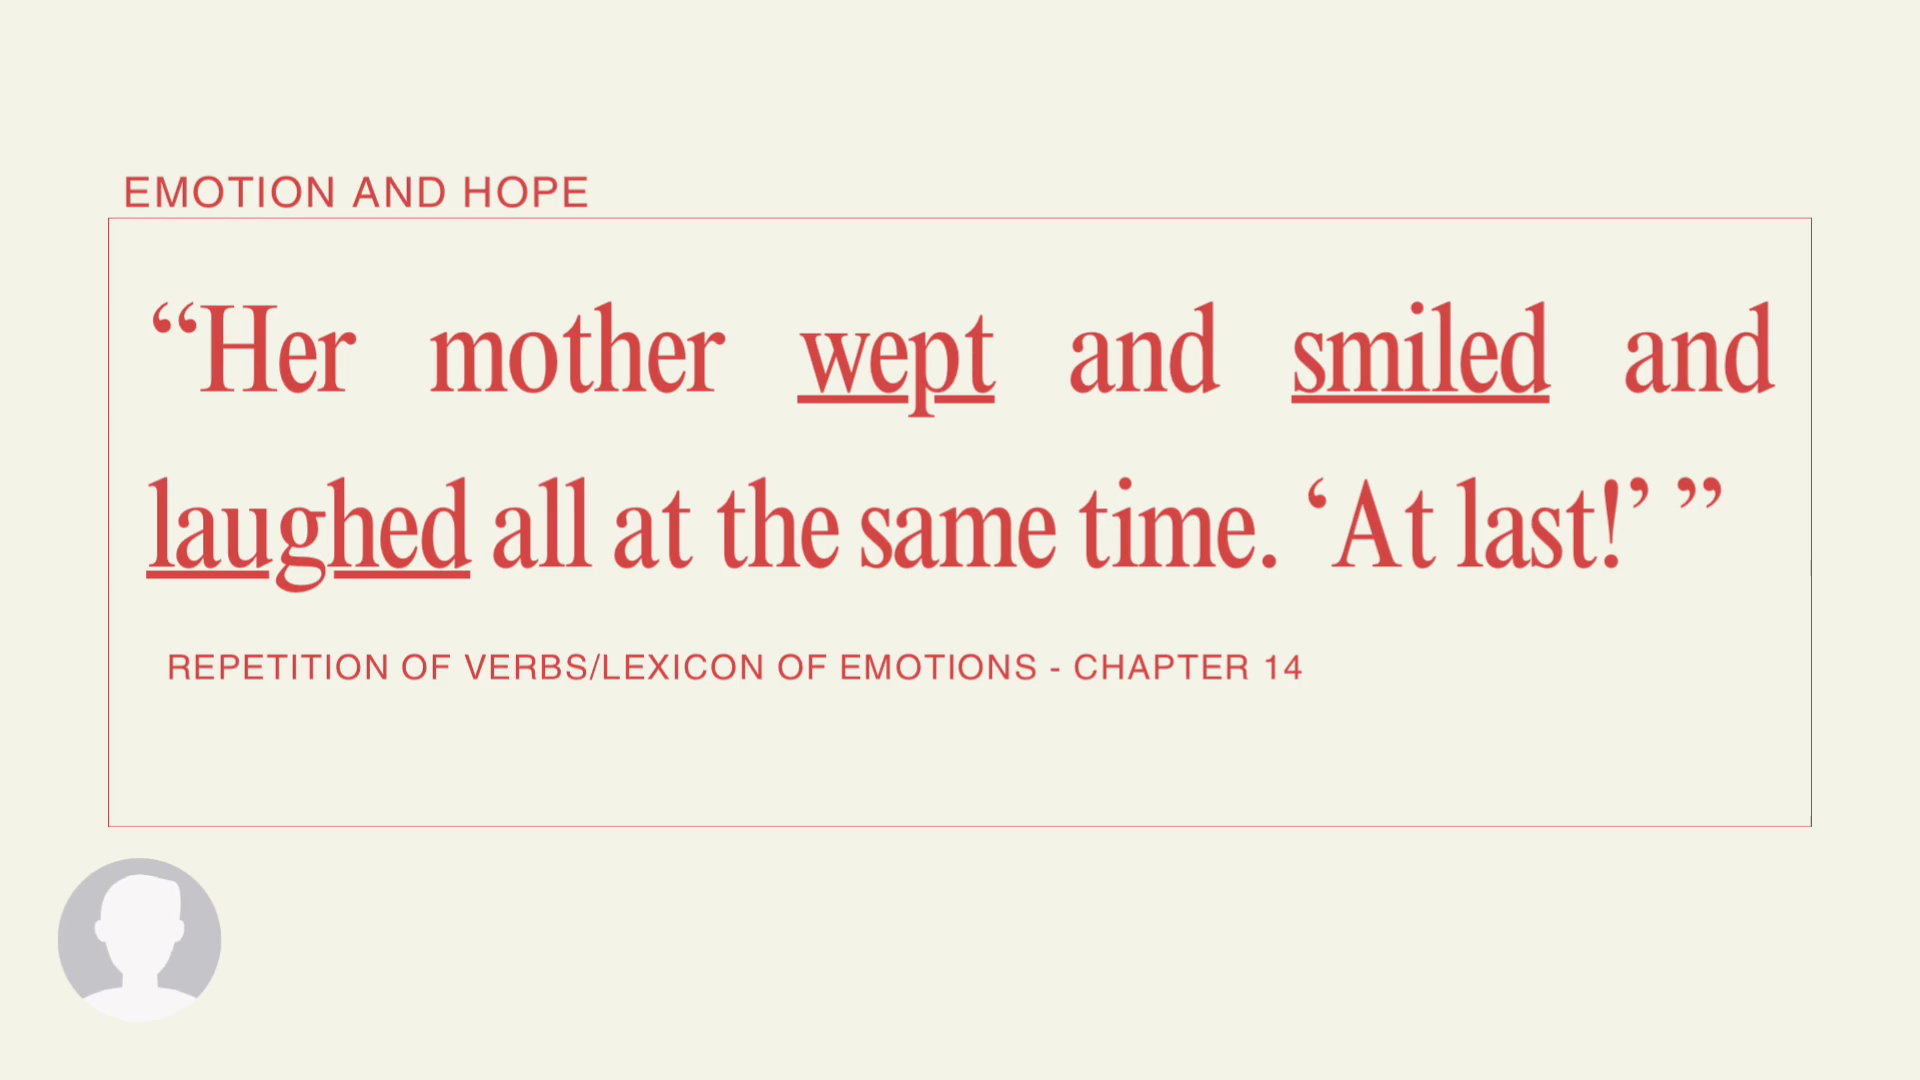 EMOTION AND HOPE
“Her mother wept and smiled and
laughed all at the same time. ‘At last!’ ”
REPETITION OF VERBS/LEXICON OF EMOTIONS - CHAPTER 14